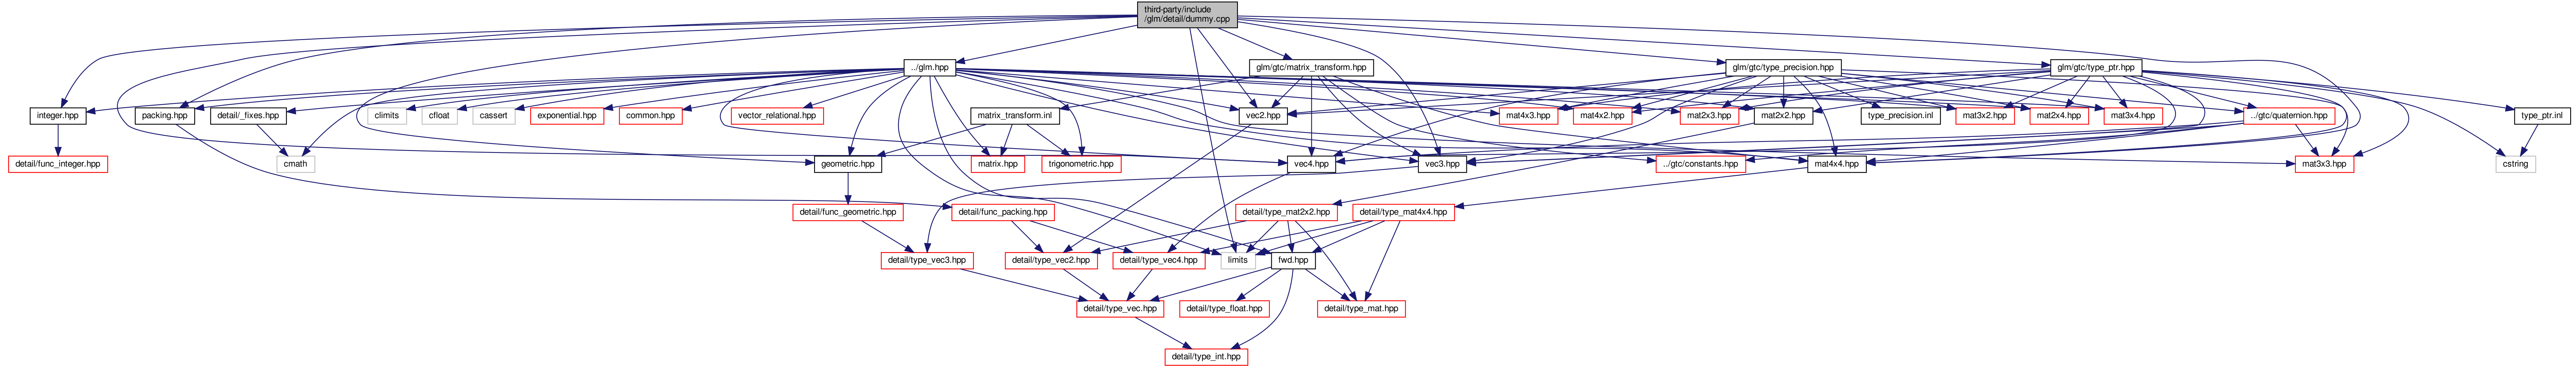 third-party/include
/glm/detail/dummy.cpp
../glm.hpp
glm/gtc/matrix_transform.hpp
glm/gtc/type_precision.hpp
glm/gtc/type_ptr.hpp
integer.hpp
packing.hpp
detail/_fixes.hpp
climits
cfloat
cassert
exponential.hpp
common.hpp
vector_relational.hpp
matrix_transform.inl
vec2.hpp
mat4x3.hpp
mat4x2.hpp
mat2x3.hpp
mat2x2.hpp
type_precision.inl
mat3x2.hpp
mat2x4.hpp
mat3x4.hpp
../gtc/quaternion.hpp
type_ptr.inl
detail/func_integer.hpp
cmath
geometric.hpp
matrix.hpp
trigonometric.hpp
vec4.hpp
vec3.hpp
../gtc/constants.hpp
mat4x4.hpp
mat3x3.hpp
cstring
detail/func_geometric.hpp
detail/func_packing.hpp
detail/type_mat2x2.hpp
detail/type_mat4x4.hpp
detail/type_vec3.hpp
detail/type_vec2.hpp
detail/type_vec4.hpp
limits
fwd.hpp
detail/type_vec.hpp
detail/type_float.hpp
detail/type_mat.hpp
detail/type_int.hpp